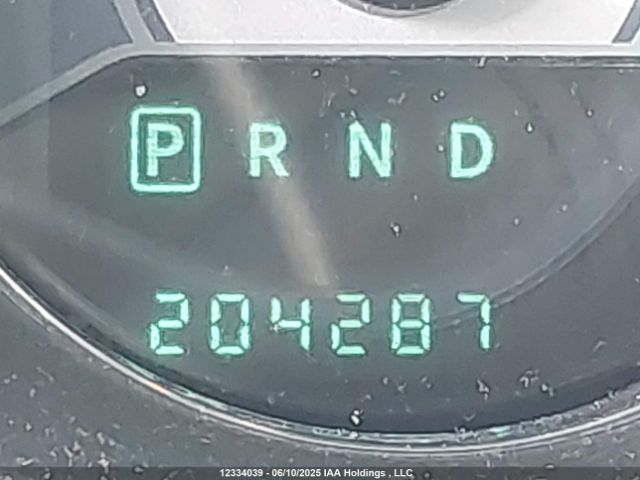 P R N D
204287
12334039 - 06/10/2025 IAA Holdings , LLC